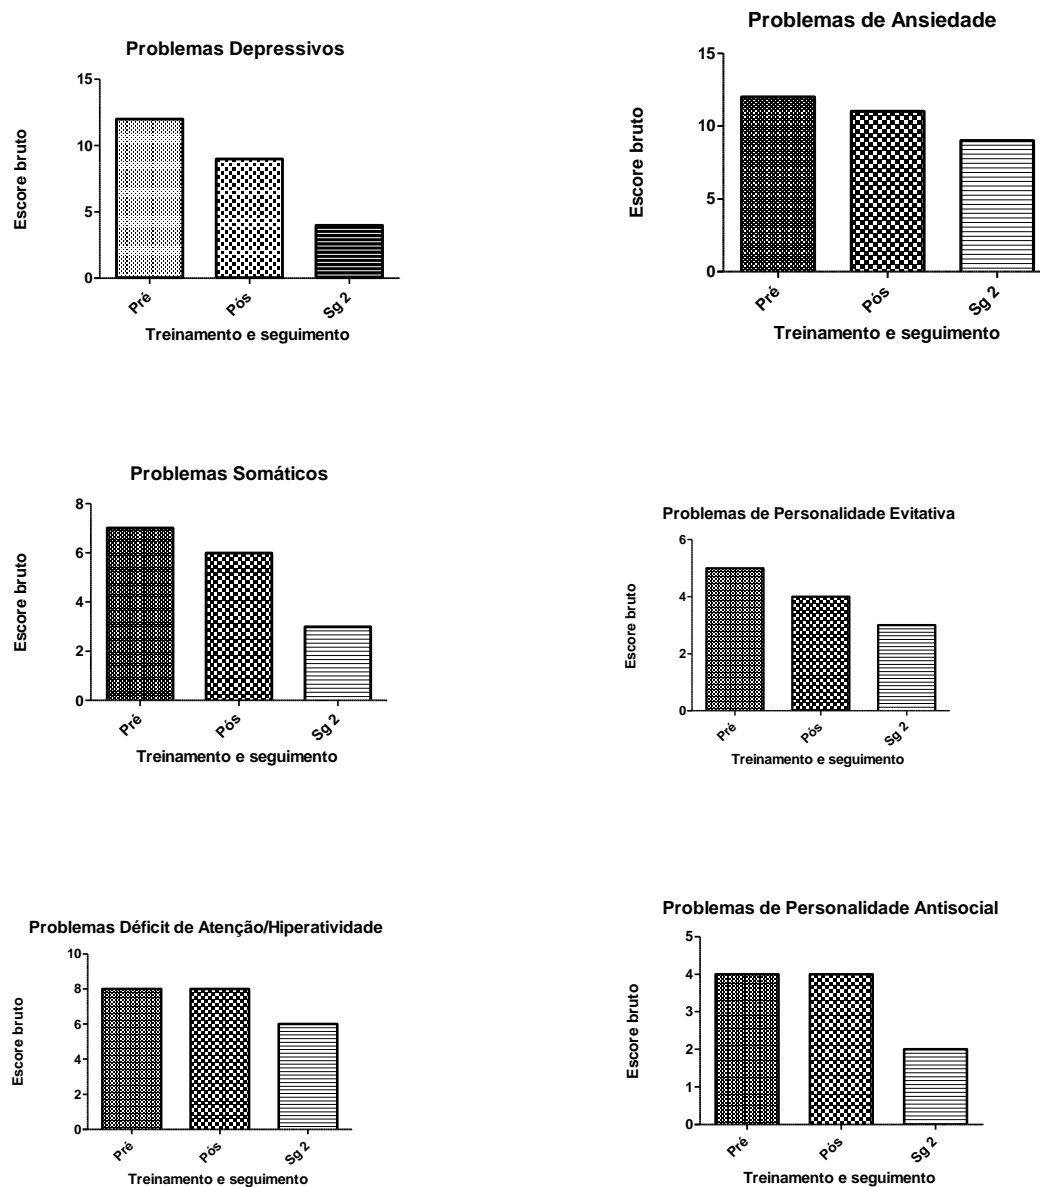 Problemas Depressivos
15
10
5
0
Escore bruto
Pré
Pós
Sg 2
Treinamento e seguimento
Problemas de Ansiedade
15
10
5
0
Escore bruto
Pré
Pós
Sg 2
Treinamento e seguimento
Problemas Somáticos
8
6
4
2
0
Escore bruto
Pré
Pós
Sg 2
Treinamento e seguimento
Problemas de Personalidade Evitativa
6
4
2
0
Escore bruto
Pré
Pós
Sg 2
Treinamento e seguimento
Problemas Déficit de Atenção/Hiperatividade
10
8
6
4
2
0
Escore bruto
Pré
Pós
Sg 2
Treinamento e seguimento
Problemas de Personalidade Antisocial
5
4
3
2
1
0
Escore bruto
Pré
Pós
Sg 2
Treinamento e seguimento